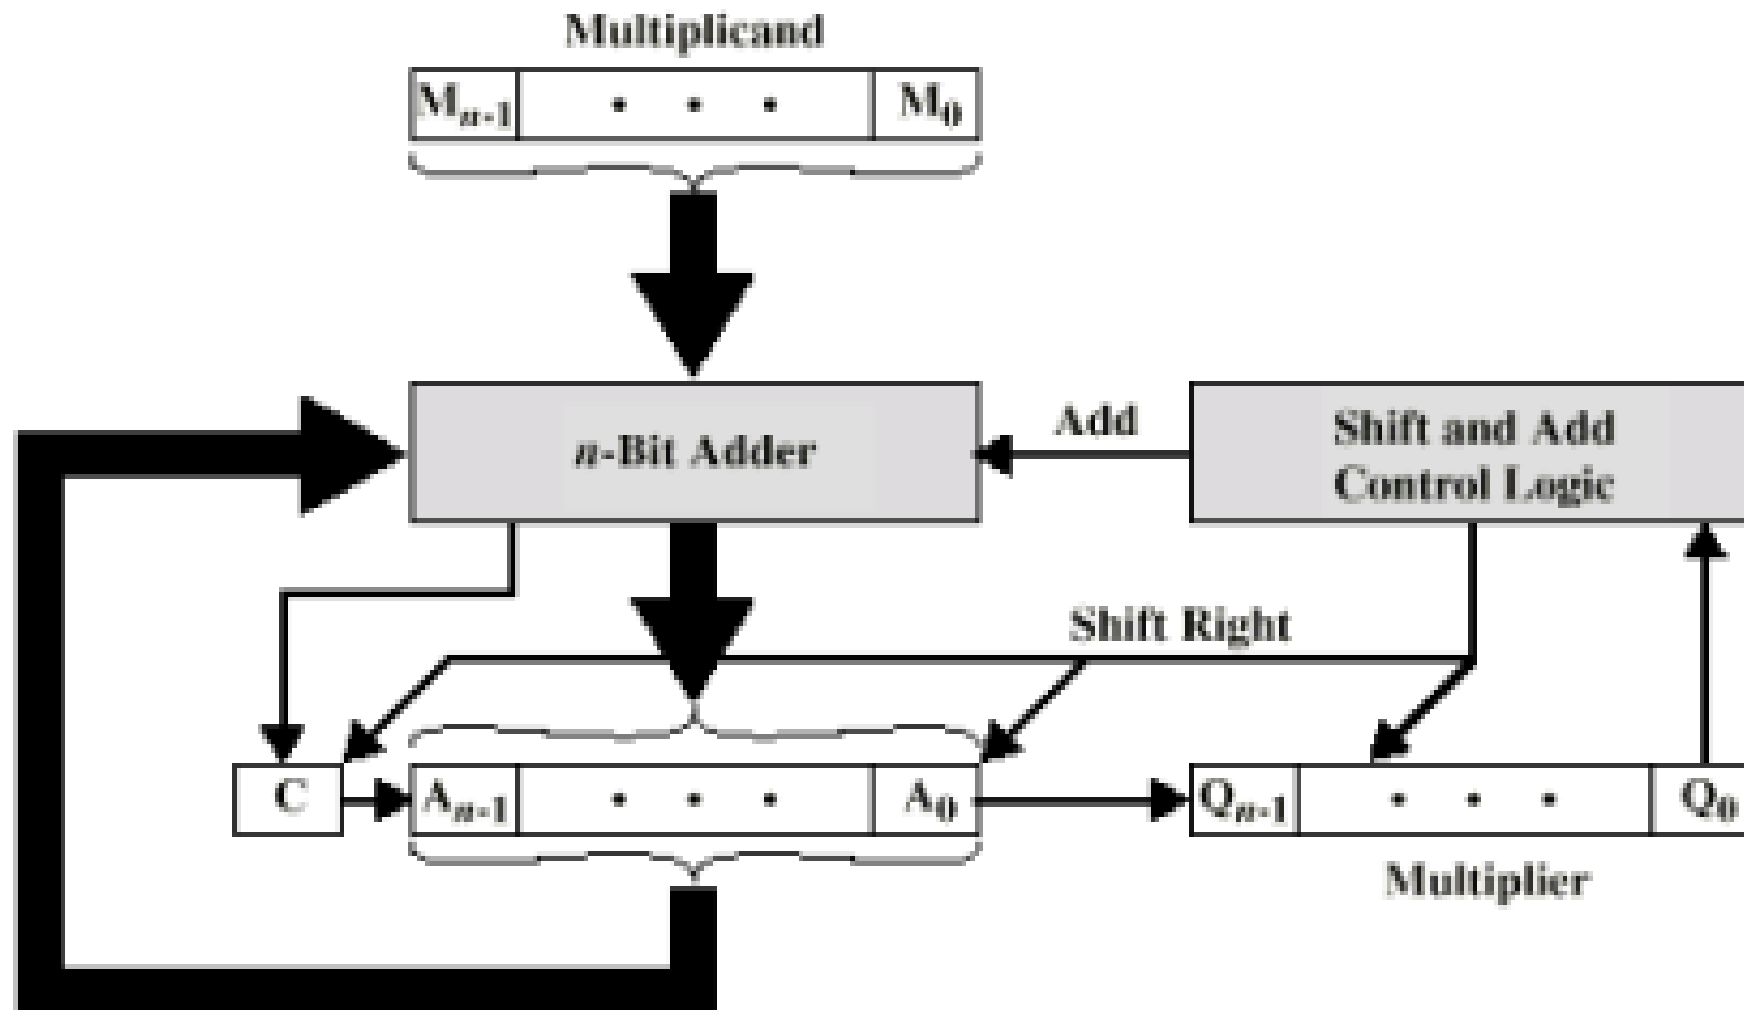 Multiplicand
Mn-1 . . . M0
n-Bit Adder
Add
Shift and Add
Control Logic
Shift Right
C
An-1 . . . A0
Qn-1 . . . Q0
Multiplier